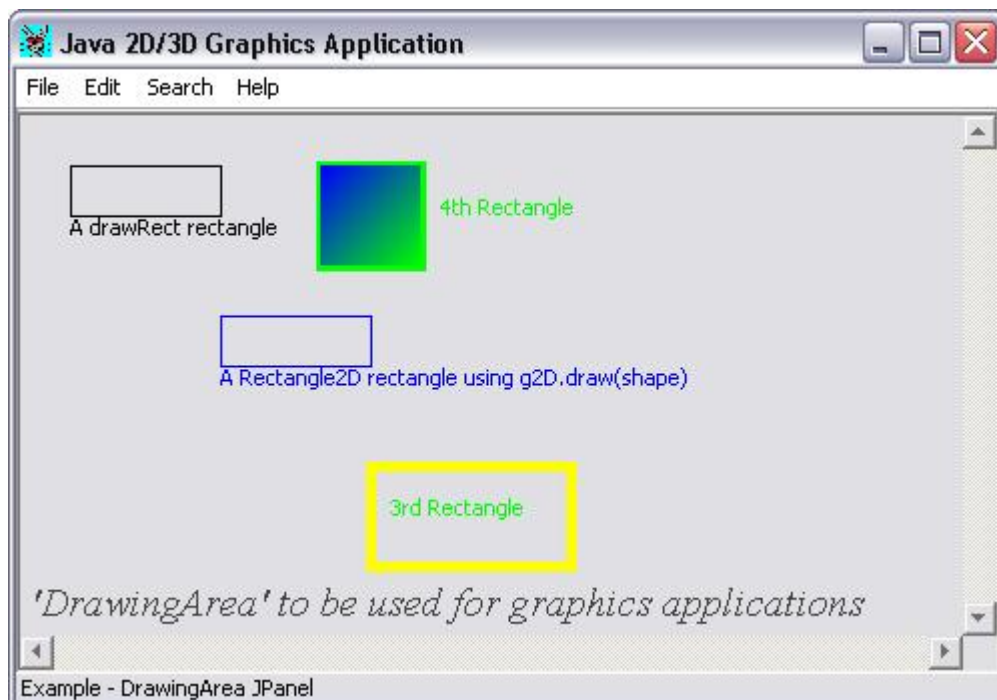 Java 2D/3D Graphics Application
File Edit Search Help
4th Rectangle
A drawRect rectangle
A Rectangle2D rectangle using g2D.draw(shape)
3rd Rectangle
'DrawingArea' to be used for graphics applications
Example - DrawingArea JPanel